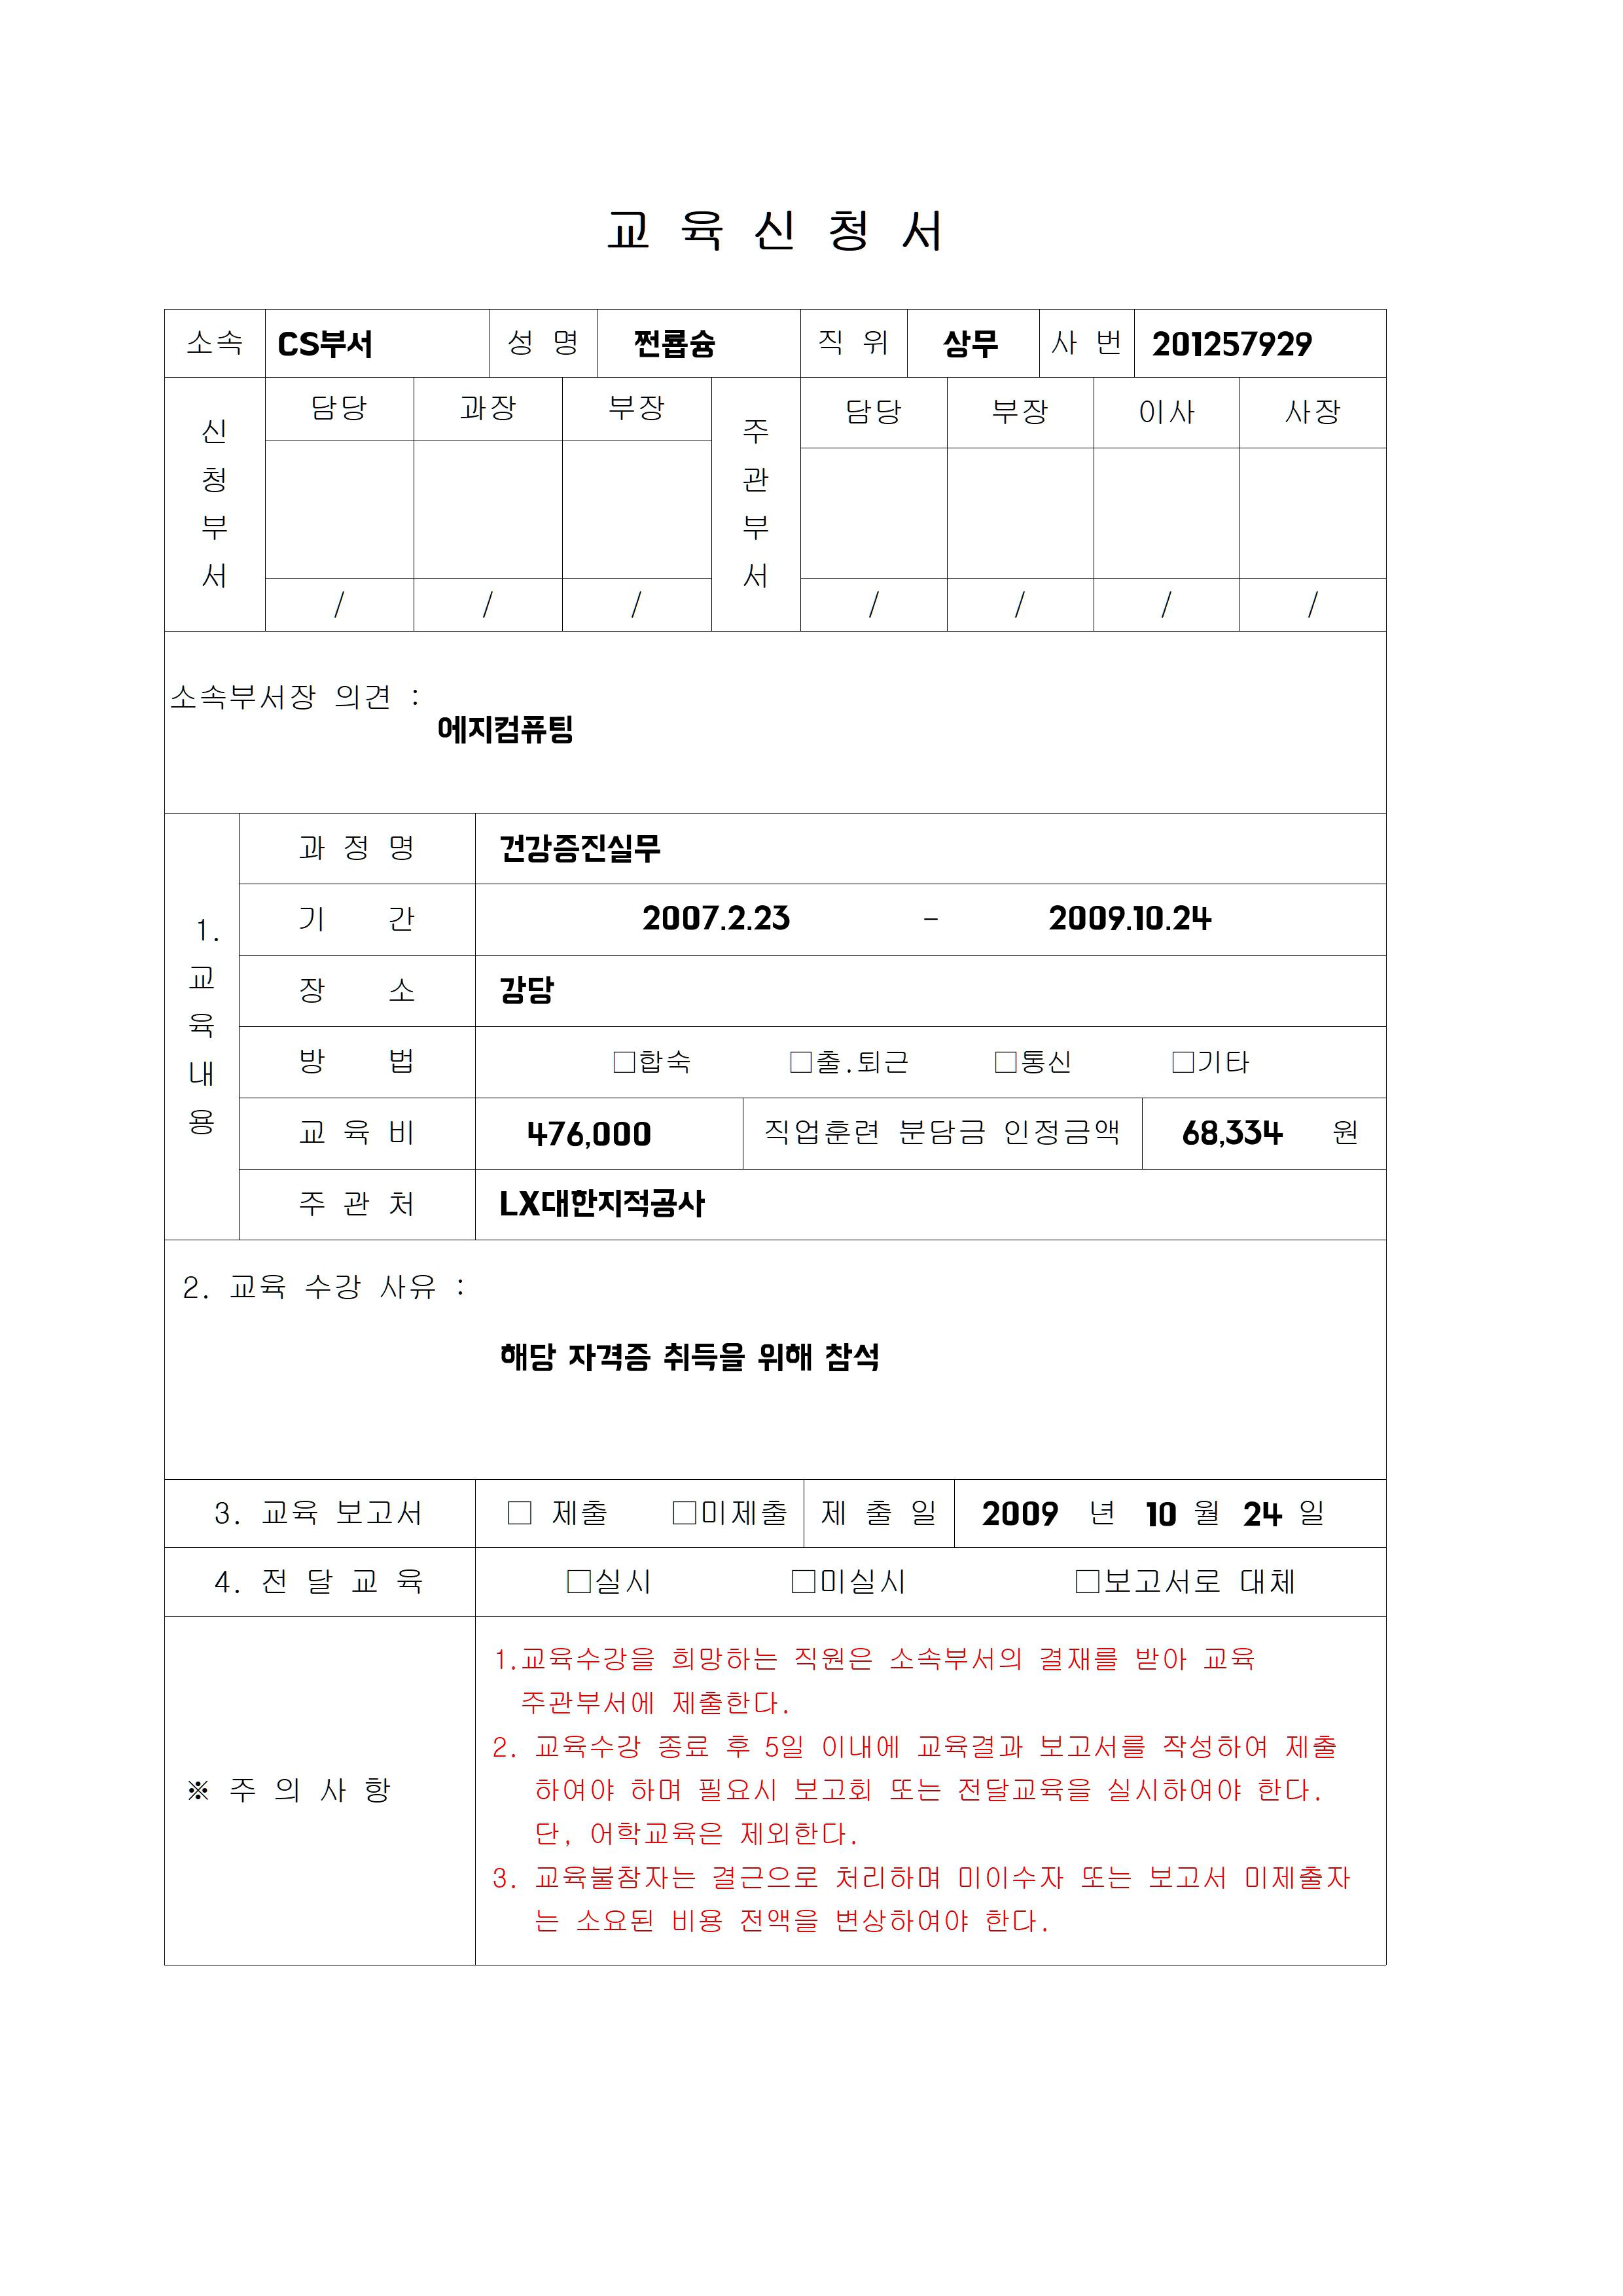 교 육 신 청 서
소속 CS부서 성 명 쩐룝슝 직 위 상무 사 번 201257929
신청부서 담당 과장 부장 주관부서 담당 부장 이사 사장
/ / / / / / /
소속부서장 의견 :
에지컴퓨팅
1. 교육내용
과 정 명 건강증진실무
기 간 2007.2.23 - 2009.10.24
장 소 강당
방 법 □합숙 □출.퇴근 □통신 □기타
교 육 비 476,000 직업훈련 분담금 인정금액 68,334 원
주 관 처 LX대한지적공사
2. 교육 수강 사유 :
해당 자격증 취득을 위해 참석
3. 교육 보고서 □ 제출 □미제출 제 출 일 2009 년 10 월 24 일
4. 전 달 교 육 □실시 □미실시 □보고서로 대체
※ 주 의 사 항
1.교육수강을 희망하는 직원은 소속부서의 결재를 받아 교육
주관부서에 제출한다.
2. 교육수강 종료 후 5일 이내에 교육결과 보고서를 작성하여 제출
하여야 하며 필요시 보고회 또는 전달교육을 실시하여야 한다.
단, 어학교육은 제외한다.
3. 교육불참자는 결근으로 처리하며 미이수자 또는 보고서 미제출자
는 소요된 비용 전액을 변상하여야 한다.